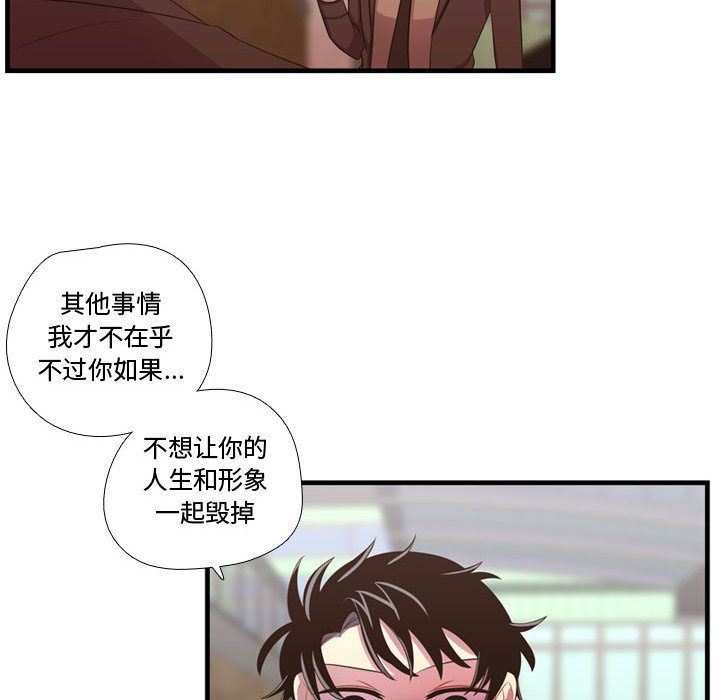 其他事情
我才不在乎
不过你如果...
不想让你的
人生和形象
一起毁掉